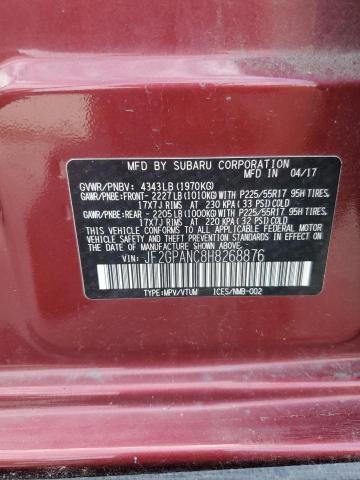 MFD BY SUBARU CORPORATION
MFD IN 04/17
GVWR/PNBV: 4343LB (1970KG)
GAWR/PNBE:FRONT- 2227LB(1010KG)WITH P225/55R17 95H TIRES,
17X7J RIMS AT 230 KPA( 33 PSI)COLD
GAWR/PNBE:REAR - 2205LB(1000KG)WITH P225/55R17 95H TIRES,
17X7J RIMS AT 220 KPA( 32 PSI)COLD
THIS VEHICLE CONFORMS TO ALL APPLICABLE FEDERAL
MOTOR VEHICLE SAFETY STANDARDS IN EFFECT ON
THE DATE OF MANUFACTURE SHOWN ABOVE.
VIN: JF2GPANC8H8268876
TYPE:MPV/VTUM ICES/NMB-002